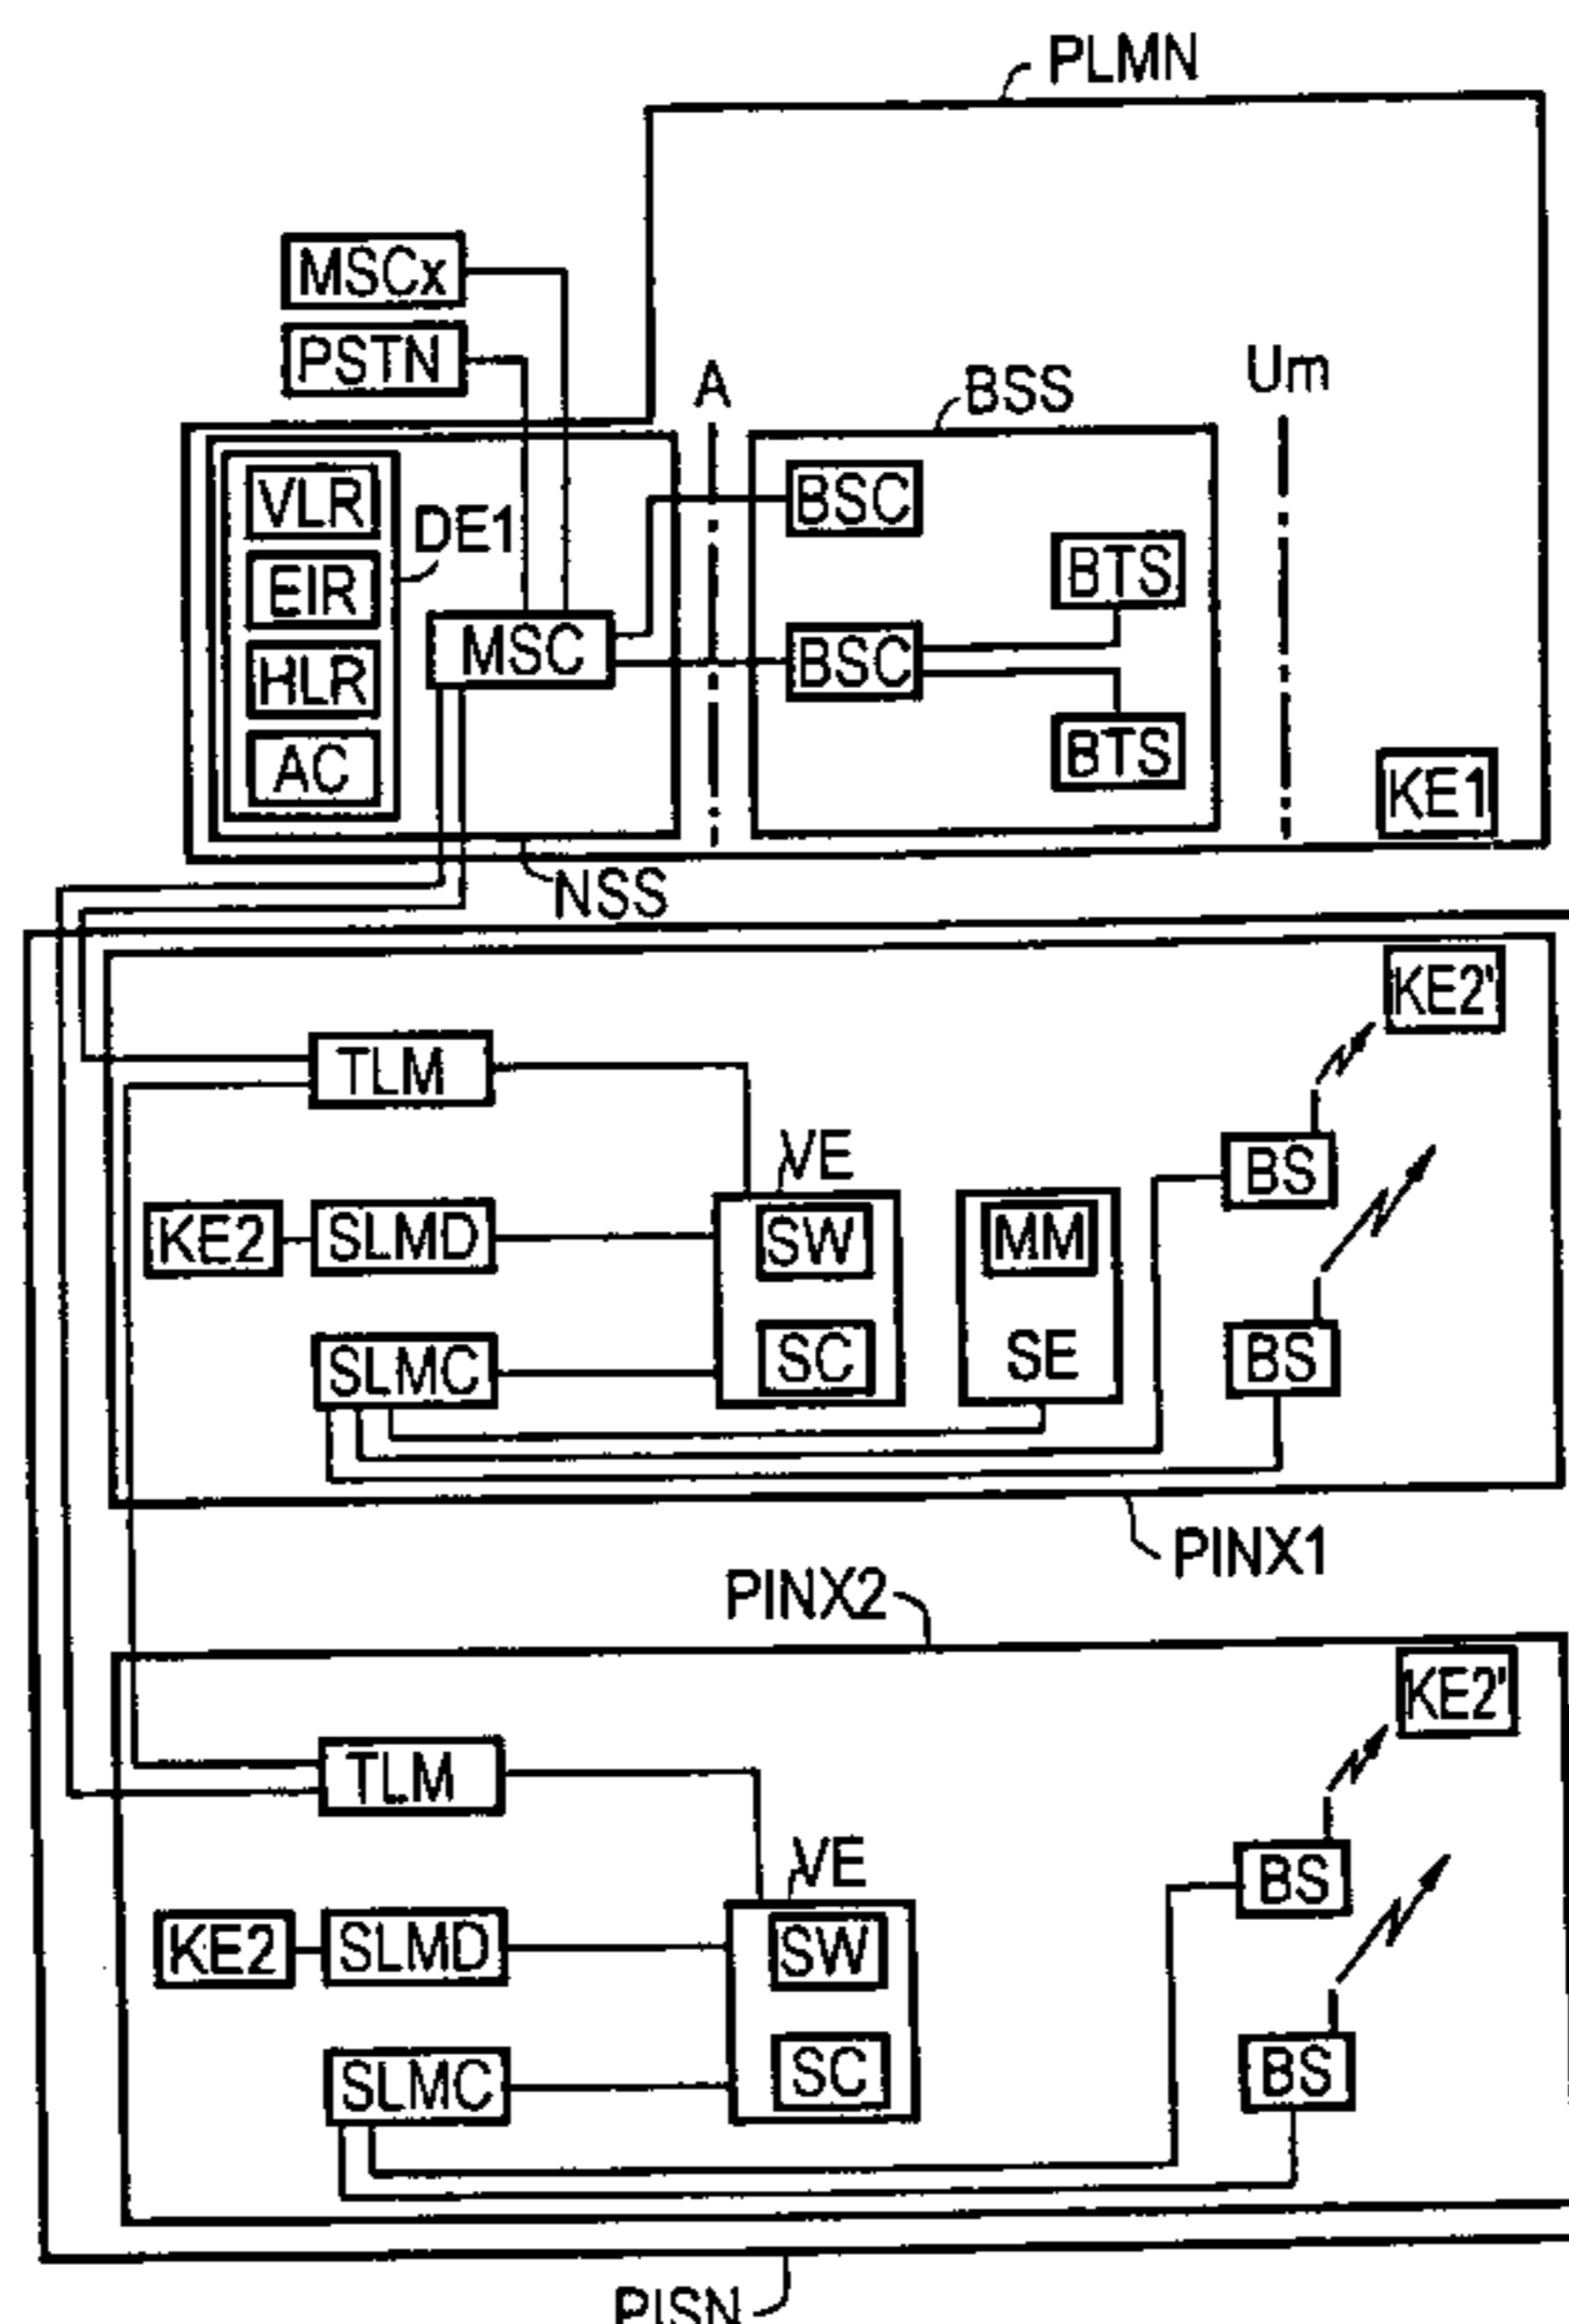 PLMN
MSCx
PSTN
A
BSS
Um
VLR
DE1
BSC
EIR
BTS
MSC
BSC
HLR
AC
BTS
KE1
NSS
KE2'
TLM
VE
BS
KE2
SLMD
SW
MM
SLMC
SC
SE
BS
PINX1
PINX2
KE2'
TLM
VE
BS
KE2
SLMD
SW
SLMC
SC
BS
PISN